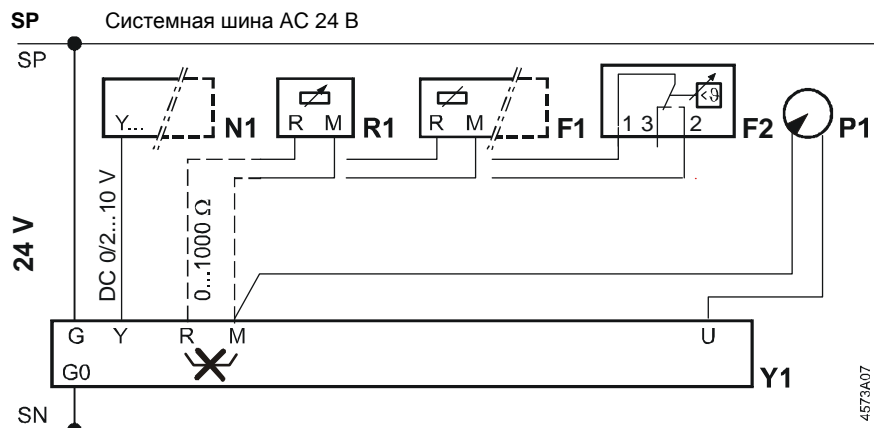 SP Системная шина AC 24 В
SP
Y... N1 R M R1 R M F1 <ϑ 1 3 2 F2 P1
24 V
DC 0/2...10 V
0...1000 Ω
G Y R M U
G0
Y1
SN
4573A07